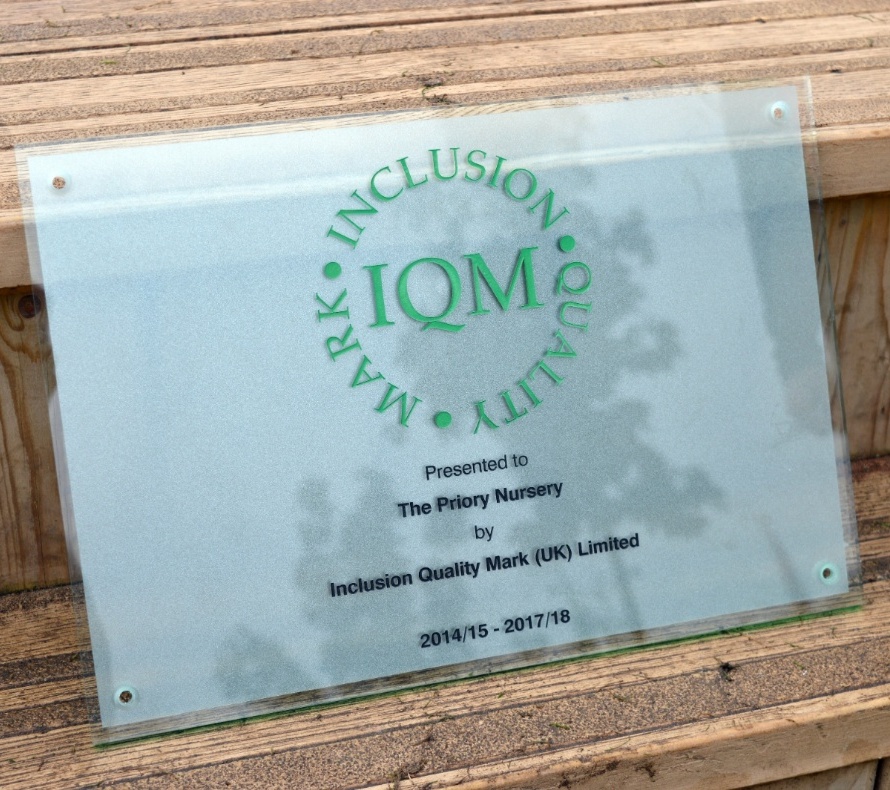 INCLUSION • QUALITY • MARK •
IQM
Presented to
The Priory Nursery
by
Inclusion Quality Mark (UK) Limited
2014/15 - 2017/18